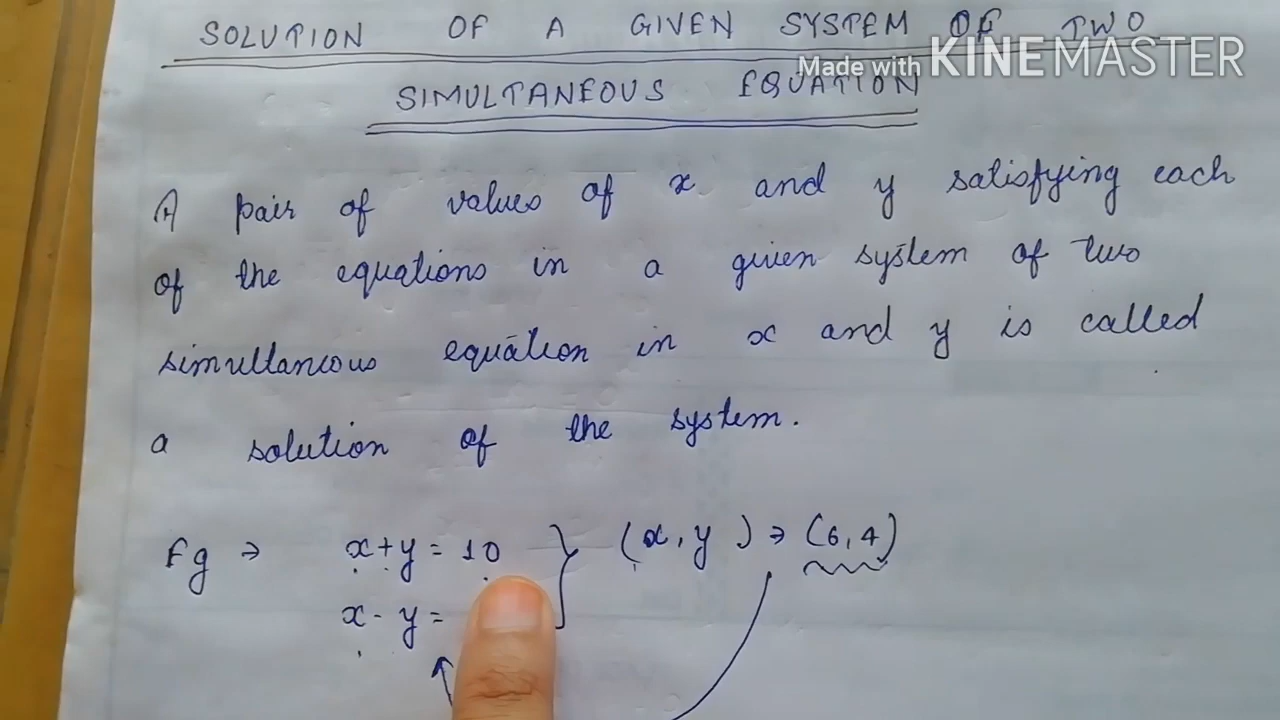 SOLUTION OF A GIVEN SYSTEM OF TWO
Made with KINEMASTER
SIMULTANEOUS EQUATION
A pair of values of x and y satisfying each
of the equations in a given system of two
simultaneous equation in x and y is called
a solution of the system.
Eg → x+y = 10 } (x, y) → (6, 4)
x - y =